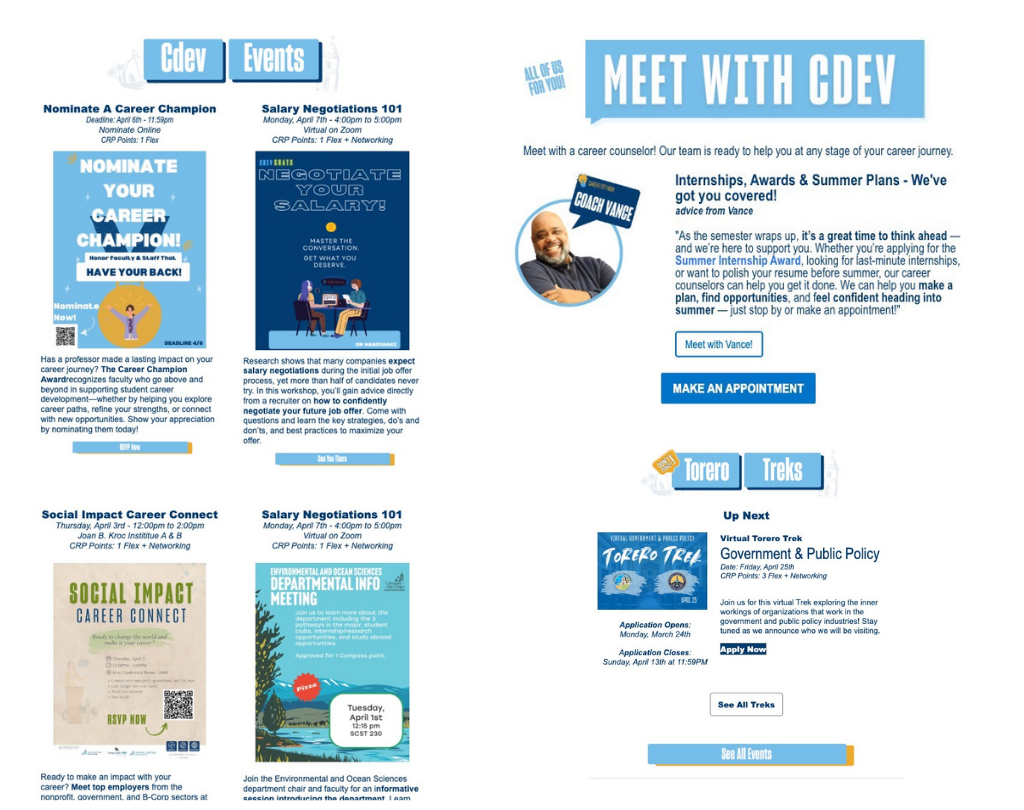 Cdev Events
Nominate A Career Champion
Deadline: April 6th - 11:59pm
Nominate Online
CRP Points: 1 Flex
NOMINATE
YOUR
CAREER
CHAMPION!
Honor Faculty & Staff That
HAVE YOUR BACK!
Nominate
Now!
DEADLINE 4/6
Has a professor made a lasting impact on your
career journey? The Career Champion
Awardrecognizes faculty who go above and
beyond in supporting student career
development—whether by helping you explore
career paths, refine your strengths, or connect
with new opportunities. Show your appreciation
by nominating them today!
RSVP Now
Salary Negotiations 101
Monday, April 7th - 4:00pm to 5:00pm
Virtual on Zoom
CRP Points: 1 Flex + Networking
CDEV CHATS
NEGOTIATE
YOUR
SALARY!
MASTER THE
CONVERSATION,
GET WHAT YOU
DESERVE.
ON HANDSHAKE
Research shows that many companies expect
salary negotiations during the initial job offer
process, yet more than half of candidates never
try. In this workshop, you'll gain advice directly
from a recruiter on how to confidently
negotiate your future job offer. Come with
questions and learn the key strategies, do's and
don'ts, and best practices to maximize your
offer.
See You There
Social Impact Career Connect
Thursday, April 3rd - 12:00pm to 2:00pm
Joan B. Kroc Institiute A & B
CRP Points: 1 Flex + Networking
SOCIAL IMPACT
CAREER CONNECT
Ready to change the world and
make it your career?
RSVP NOW
Ready to make an impact with your
career? Meet top employers from the
nonprofit, government, and B-Corp sectors at
Salary Negotiations 101
Monday, April 7th - 4:00pm to 5:00pm
Virtual on Zoom
CRP Points: 1 Flex + Networking
ENVIRONMENTAL AND OCEAN SCIENCES
DEPARTMENTAL INFO
MEETING
Join us to learn more about the
department including the 3
pathways in the major, student
clubs, internship/research
opportunities, and study abroad
opportunities.
Approved for 1 Compass point.
Pizza
Tuesday,
April 1st
12:15 pm
SCST 230
Join the Environmental and Ocean Sciences
department chair and faculty for an informative
session introducing the department. Learn
ALL OF US
FOR YOU!
MEET WITH CDEV
Meet with a career counselor! Our team is ready to help you at any stage of your career journey.
CAREER TIP FROM
COACH VANCE
Internships, Awards & Summer Plans - We've
got you covered!
advice from Vance
"As the semester wraps up, it's a great time to think ahead —
and we're here to support you. Whether you're applying for the
Summer Internship Award, looking for last-minute internships,
or want to polish your resume before summer, our career
counselors can help you get it done. We can help you make a
plan, find opportunities, and feel confident heading into
summer — just stop by or make an appointment!"
Meet with Vance!
MAKE AN APPOINTMENT
Torero Treks
Up Next
VIRTUAL GOVERNMENT & PUBLIC POLICY
TORERO TREK
APRIL 25
Application Opens:
Monday, March 24th
Application Closes:
Sunday, April 13th at 11:59PM
Virtual Torero Trek
Government & Public Policy
Date: Friday, April 25th
CRP Points: 3 Flex + Networking
Join us for this virtual Trek exploring the inner
workings of organizations that work in the
government and public policy industries! Stay
tuned as we announce who we will be visiting.
Apply Now
See All Treks
See All Events